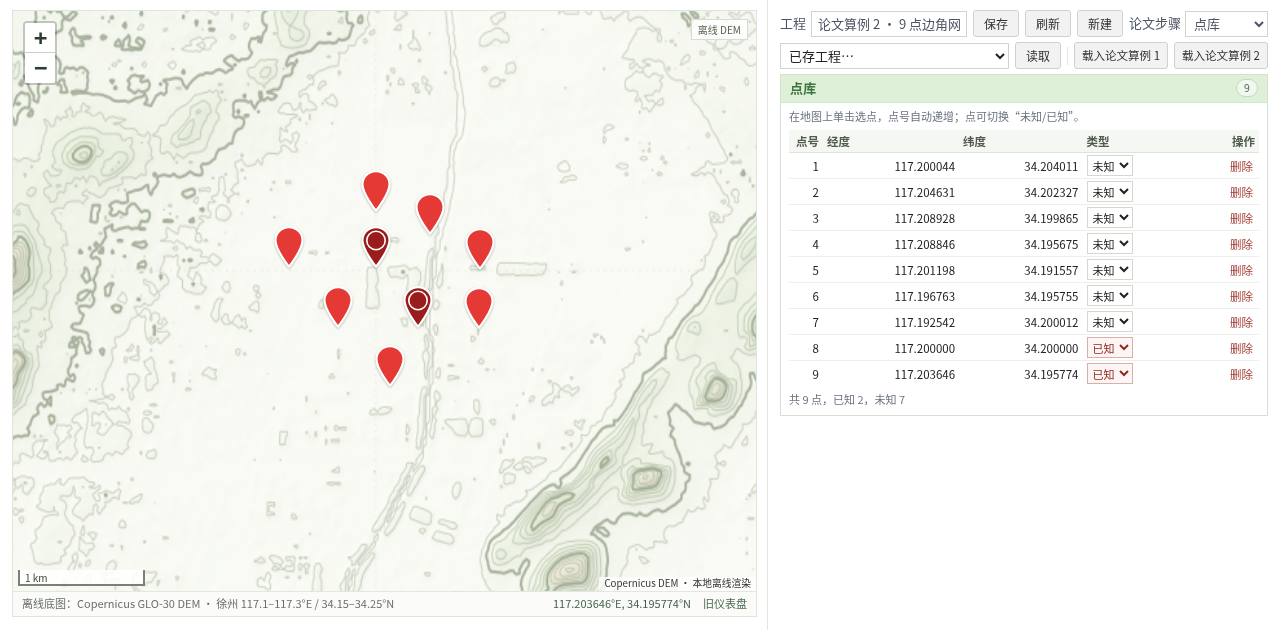 +
−
离线 DEM
1 km
Copernicus DEM · 本地离线渲染
离线底图：Copernicus GLO-30 DEM · 徐州 117.1–117.3°E / 34.15–34.25°N
117.203646°E, 34.195774°N 旧仪表盘
工程 论文算例 2 · 9 点边角网 保存 刷新 新建 论文步骤 点库
已存工程… 读取 载入论文算例 1 载入论文算例 2
点库 9
在地图上单击选点，点号自动递增；点可切换“未知/已知”。
点号 经度 纬度 类型 操作
1 117.200044 34.204011 未知 删除
2 117.204631 34.202327 未知 删除
3 117.208928 34.199865 未知 删除
4 117.208846 34.195675 未知 删除
5 117.201198 34.191557 未知 删除
6 117.196763 34.195755 未知 删除
7 117.192542 34.200012 未知 删除
8 117.200000 34.200000 已知 删除
9 117.203646 34.195774 已知 删除
共 9 点，已知 2，未知 7